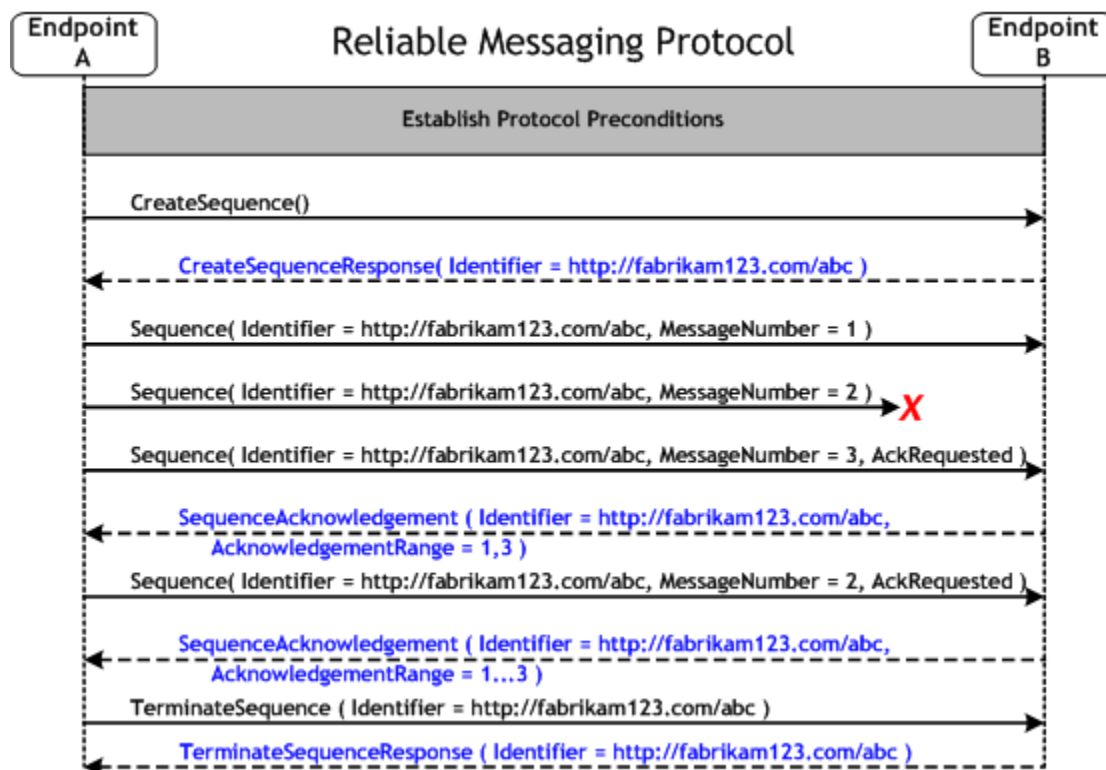 Endpoint
A
Reliable Messaging Protocol
Endpoint
B
Establish Protocol Preconditions
CreateSequence()
CreateSequenceResponse( Identifier = http://fabrikam123.com/abc )
Sequence( Identifier = http://fabrikam123.com/abc, MessageNumber = 1 )
Sequence( Identifier = http://fabrikam123.com/abc, MessageNumber = 2 )
X
Sequence( Identifier = http://fabrikam123.com/abc, MessageNumber = 3, AckRequested )
SequenceAcknowledgement ( Identifier = http://fabrikam123.com/abc,
AcknowledgementRange = 1,3 )
Sequence( Identifier = http://fabrikam123.com/abc, MessageNumber = 2, AckRequested )
SequenceAcknowledgement ( Identifier = http://fabrikam123.com/abc,
AcknowledgementRange = 1...3 )
TerminateSequence ( Identifier = http://fabrikam123.com/abc )
TerminateSequenceResponse ( Identifier = http://fabrikam123.com/abc )